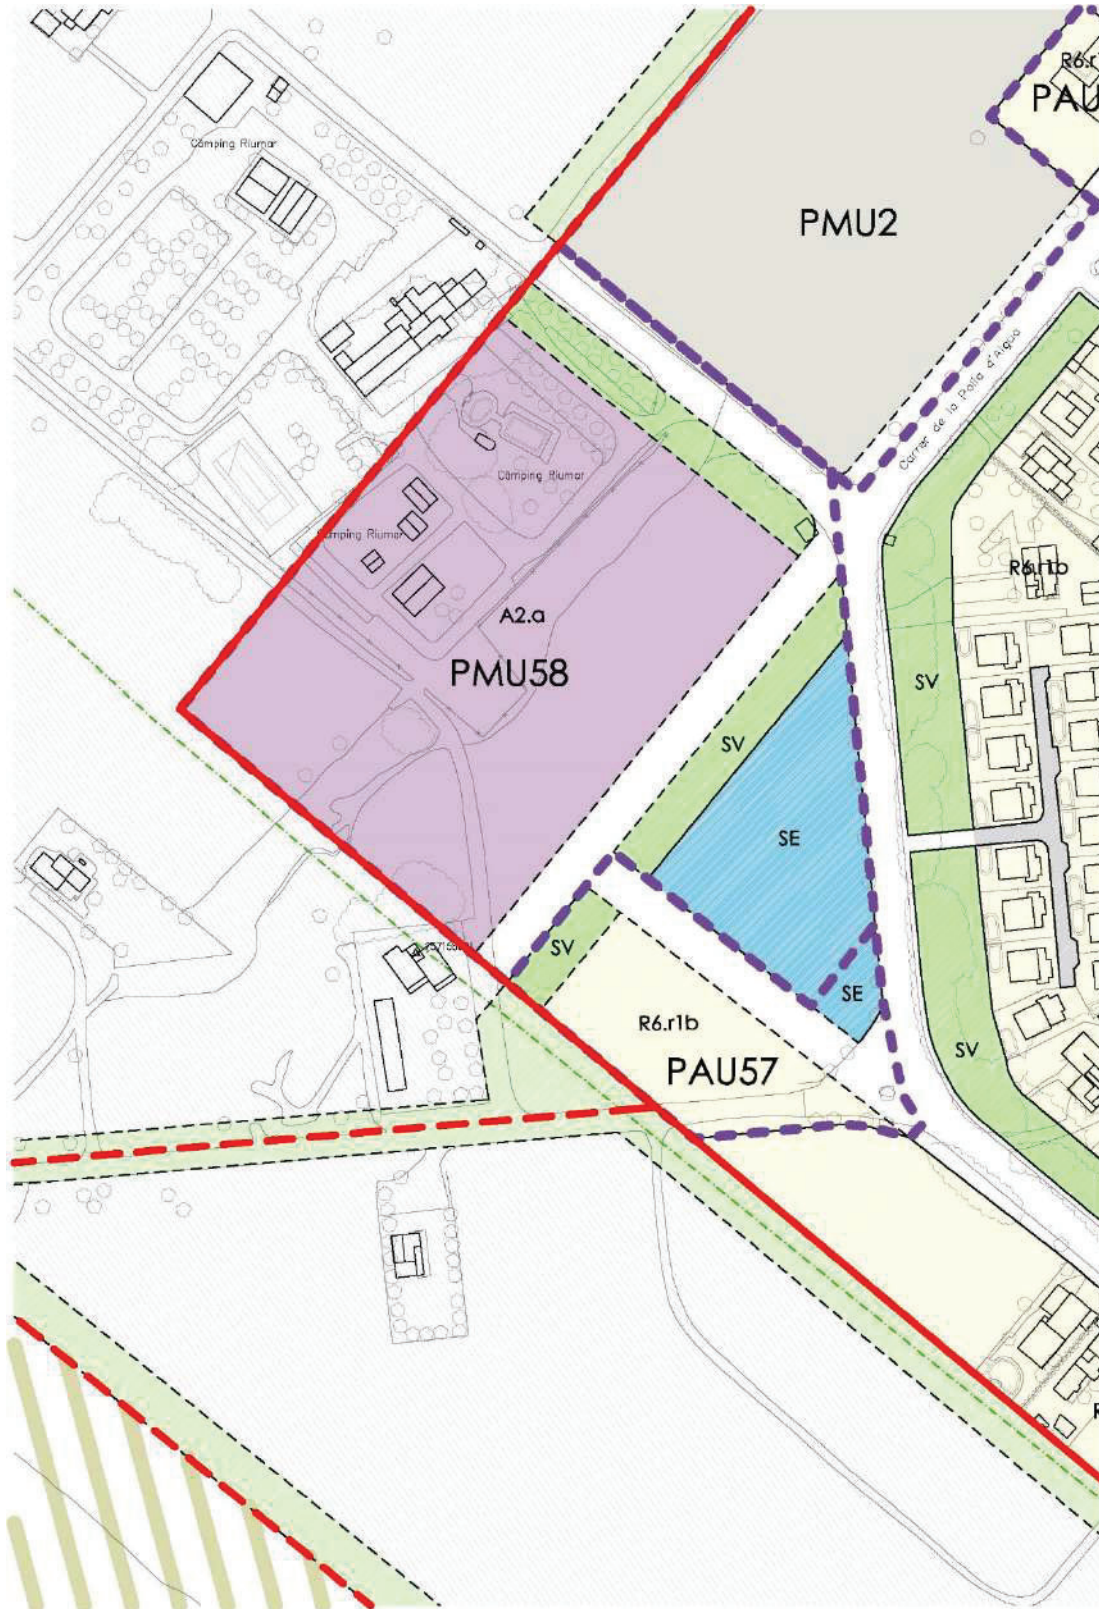 R6.r
PAU
Càmping Riumar
PMU2
Carrer de la Polla d'Aigua
Càmping Riumar
Càmping Riumar
R6.r1b
A2.a
PMU58
SV
SV
SE
SV
SE
R6.r1b
SV
PAU57
R